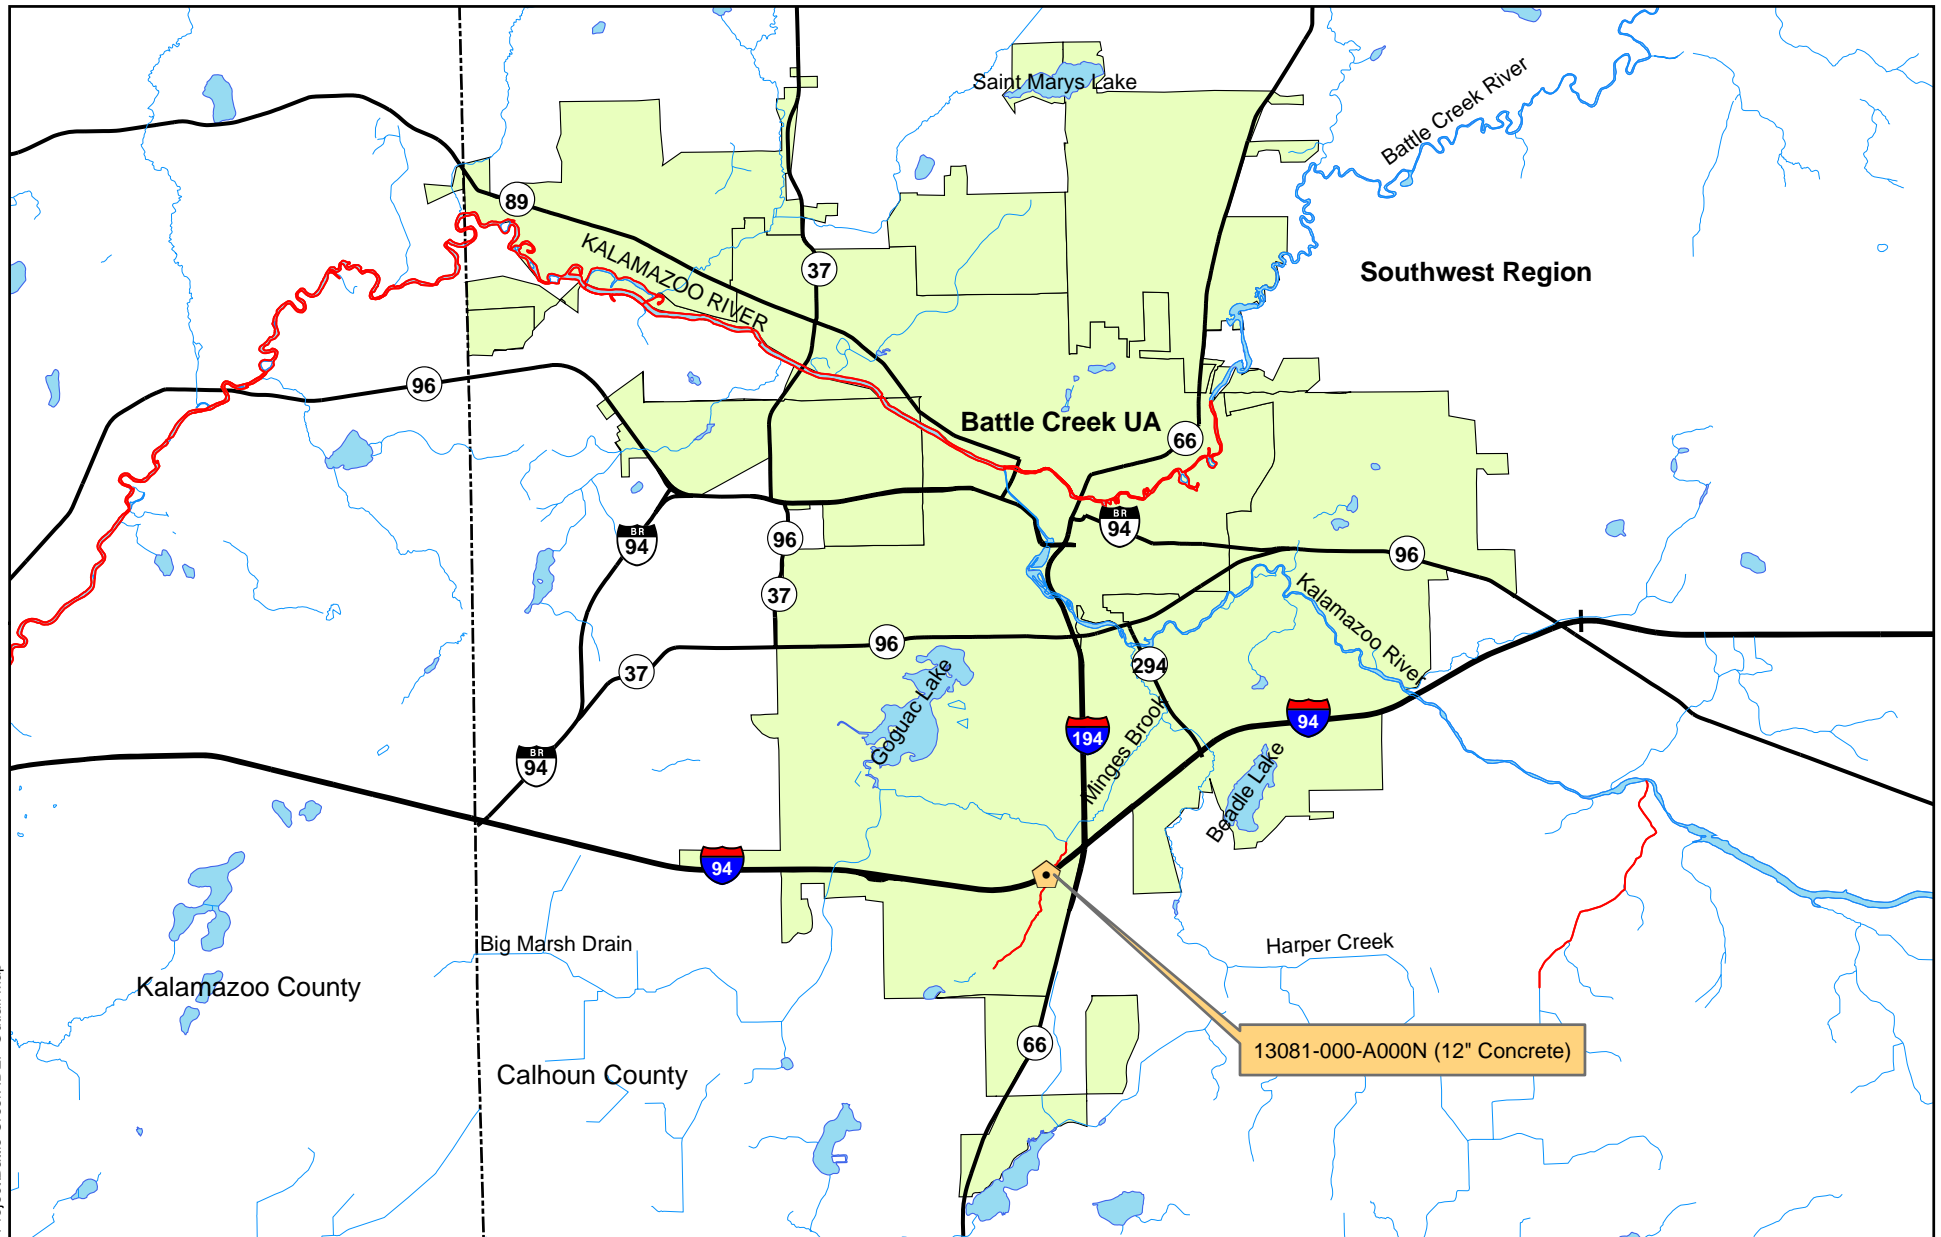 Saint Marys Lake
Battle Creek River
89
KALAMAZOO RIVER
37
Southwest Region
96
Battle Creek UA
66
BR
94
BR
94
96
96
37
Kalamazoo River
96
37
294
Goguac Lake
194
94
Minges Brook
BR
94
Beadle Lake
94
Big Marsh Drain
Harper Creek
Kalamazoo County
66
13081-000-A000N (12" Concrete)
Calhoun County